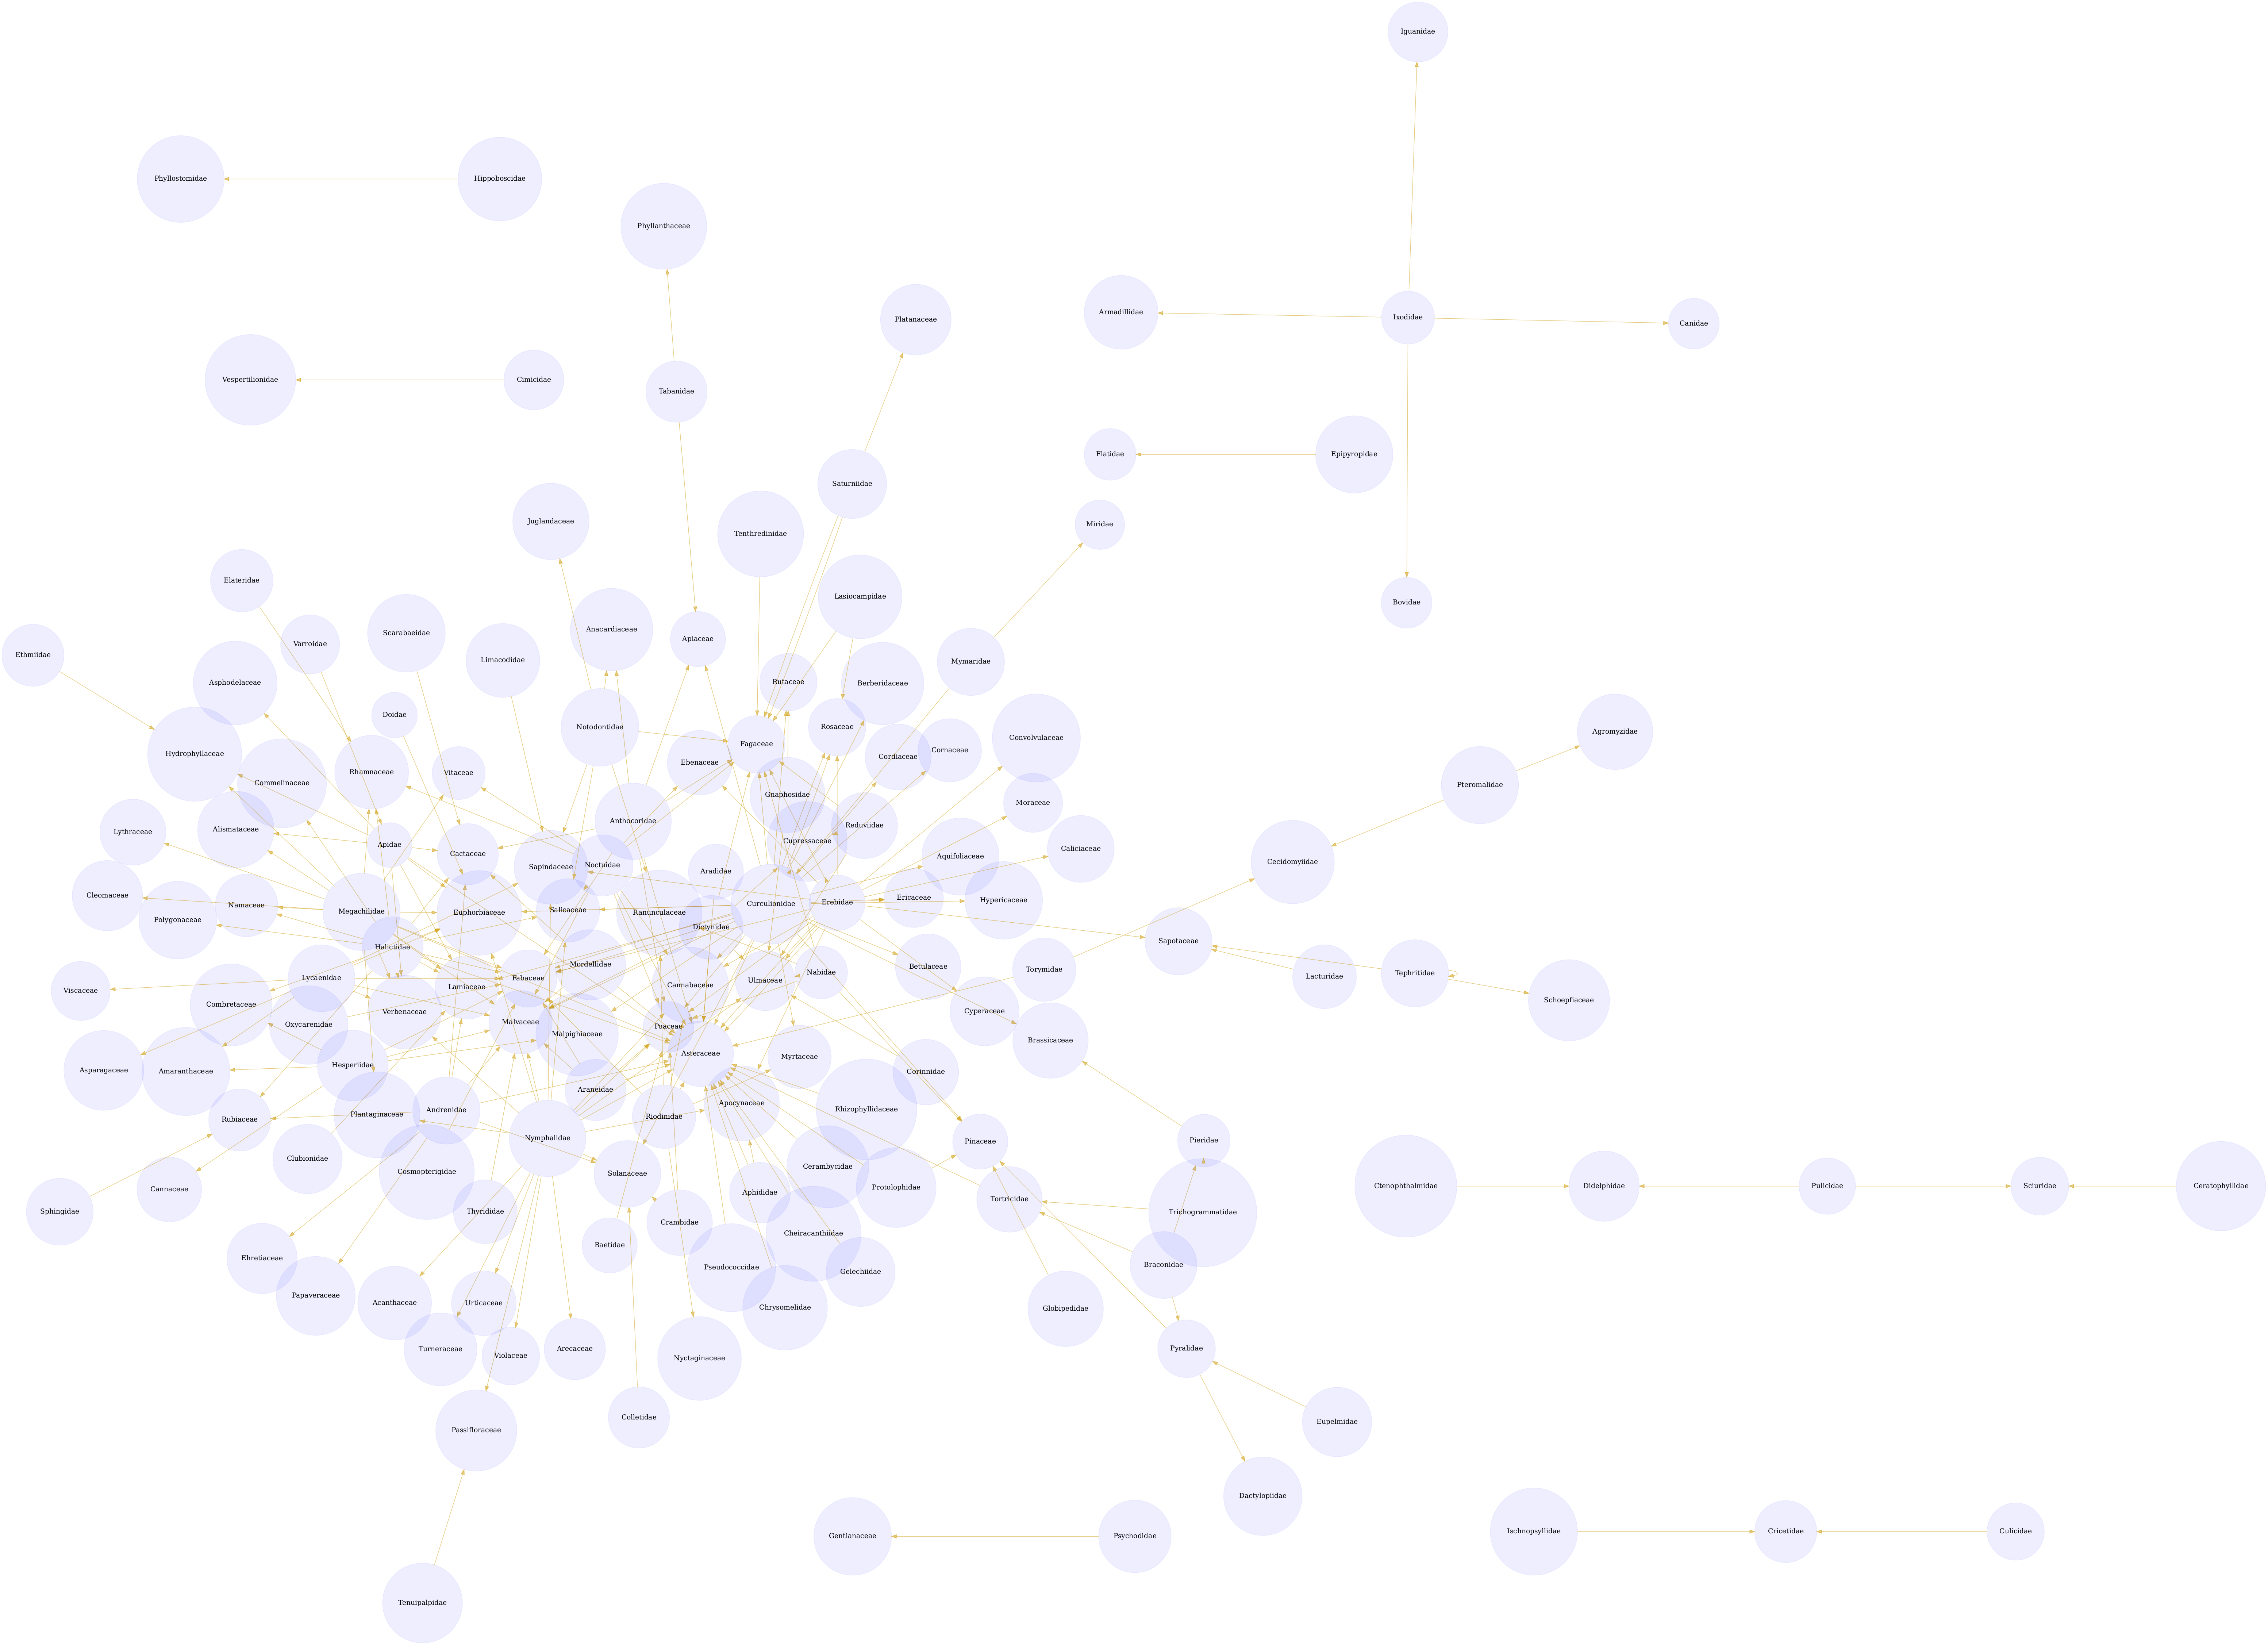 Iguanidae
Phyllostomidae
Hippoboscidae
Phyllanthaceae
Armadillidae
Ixodidae
Platanaceae
Canidae
Vespertilionidae
Cimicidae
Tabanidae
Flatidae
Epipyropidae
Saturniidae
Juglandaceae
Miridae
Tenthredinidae
Elateridae
Lasiocampidae
Bovidae
Anacardiaceae
Scarabaeidae
Apiaceae
Varroidae
Ethmiidae
Limacodidae
Mymaridae
Asphodelaceae
Rutaceae
Berberidaceae
Doidae
Notodontidae
Rosaceae
Agromyzidae
Convolvulaceae
Fagaceae
Cornaceae
Hydrophyllaceae
Cordiaceae
Ebenaceae
Rhamnaceae
Vitaceae
Commelinaceae
Pteromalidae
Gnaphosidae
Moraceae
Anthocoridae
Reduviidae
Alismataceae
Lythraceae
Cupressaceae
Apidae
Caliciaceae
Cactaceae
Aquifoliaceae
Cecidomyiidae
Noctuidae
Sapindaceae
Aradidae
Cleomaceae
Ericaceae
Hypericaceae
Erebidae
Curculionidae
Namaceae
Salicaceae
Megachilidae
Euphorbiaceae
Ranunculaceae
Polygonaceae
Dictynidae
Sapotaceae
Halictidae
Mordellidae
Betulaceae
Torymidae
Nabidae
Tephritidae
Lacturidae
Lycaenidae
Fabaceae
Ulmaceae
Cannabaceae
Lamiaceae
Viscaceae
Schoepfiaceae
Combretaceae
Cyperaceae
Verbenaceae
Malvaceae
Oxycarenidae
Poaceae
Malpighiaceae
Brassicaceae
Asteraceae
Myrtaceae
Hesperiidae
Asparagaceae
Amaranthaceae
Corinnidae
Araneidae
Apocynaceae
Rhizophyllidaceae
Andrenidae
Plantaginaceae
Riodinidae
Rubiaceae
Nymphalidae
Pieridae
Pinaceae
Clubionidae
Cerambycidae
Cosmopterigidae
Solanaceae
Ctenophthalmidae
Didelphidae
Pulicidae
Sciuridae
Ceratophyllidae
Protolophidae
Cannaceae
Aphididae
Tortricidae
Sphingidae
Thyrididae
Trichogrammatidae
Crambidae
Cheiracanthiidae
Baetidae
Ehretiaceae
Braconidae
Pseudococcidae
Gelechiidae
Papaveraceae
Acanthaceae
Urticaceae
Chrysomelidae
Globipedidae
Turneraceae
Arecaceae
Pyralidae
Violaceae
Nyctaginaceae
Colletidae
Eupelmidae
Passifloraceae
Dactylopiidae
Ischnopsyllidae
Cricetidae
Culicidae
Gentianaceae
Psychodidae
Tenuipalpidae